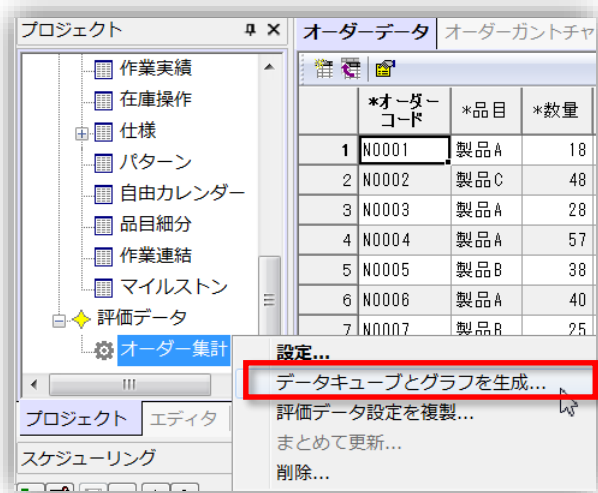 プロジェクト
作業実績
在庫操作
仕様
パターン
自由カレンダー
品目細分
作業連結
マイルストン
評価データ
オーダー集計
プロジェクト エディタ
スケジューリング
オーダーデータ オーダーガントチャ
*オーダー
コード *品目 *数量
1 N0001 製品A 18
2 N0002 製品C 48
3 N0003 製品A 28
4 N0004 製品A 57
5 N0005 製品B 38
6 N0006 製品A 40
7 N0007 製品B 25
設定...
データキューブとグラフを生成...
評価データ設定を複製...
まとめて更新...
削除...